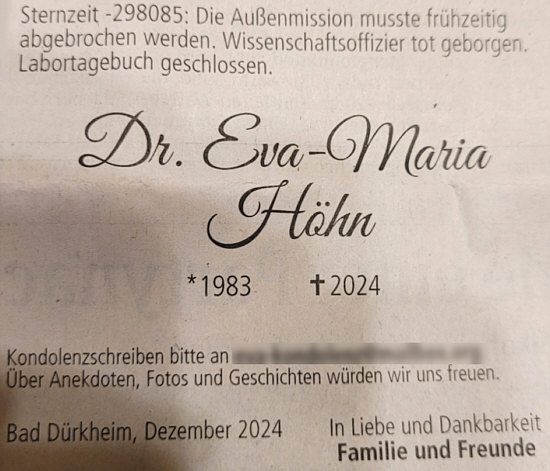 Sternzeit -298085: Die Außenmission musste frühzeitig
abgebrochen werden. Wissenschaftsoffizier tot geborgen.
Labortagebuch geschlossen.
Dr. Eva-Maria
Höhn
*1983 ✝2024
Kondolenzschreiben bitte an
Über Anekdoten, Fotos und Geschichten würden wir uns freuen.
Bad Dürkheim, Dezember 2024
In Liebe und Dankbarkeit
Familie und Freunde